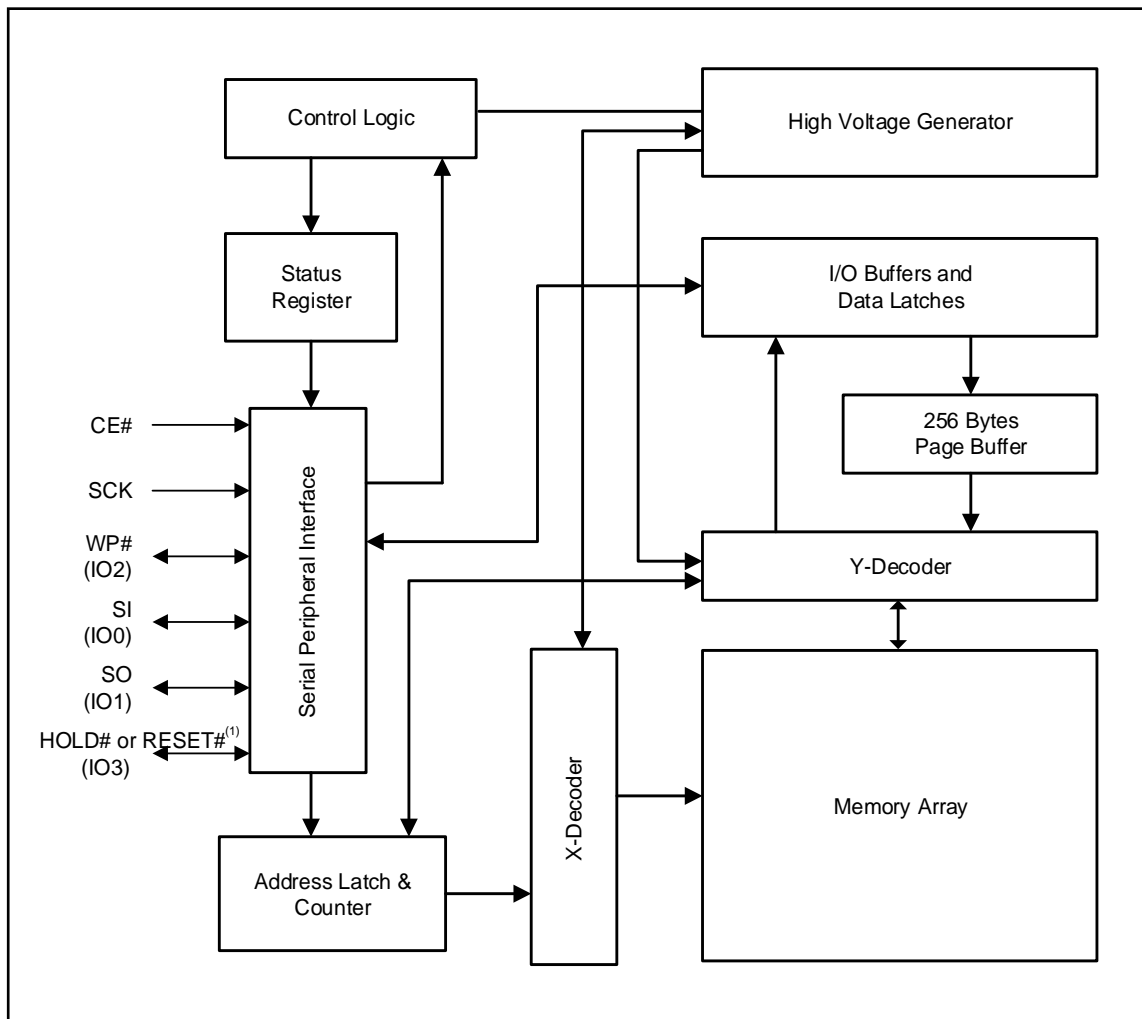 Control Logic
High Voltage Generator
Status
Register
I/O Buffers and
Data Latches
256 Bytes
Page Buffer
Y-Decoder
CE#
SCK
WP#
(IO2)
SI
(IO0)
SO
(IO1)
HOLD# or RESET#(1)
(IO3)
Serial Peripheral Interface
Address Latch &
Counter
X-Decoder
Memory Array